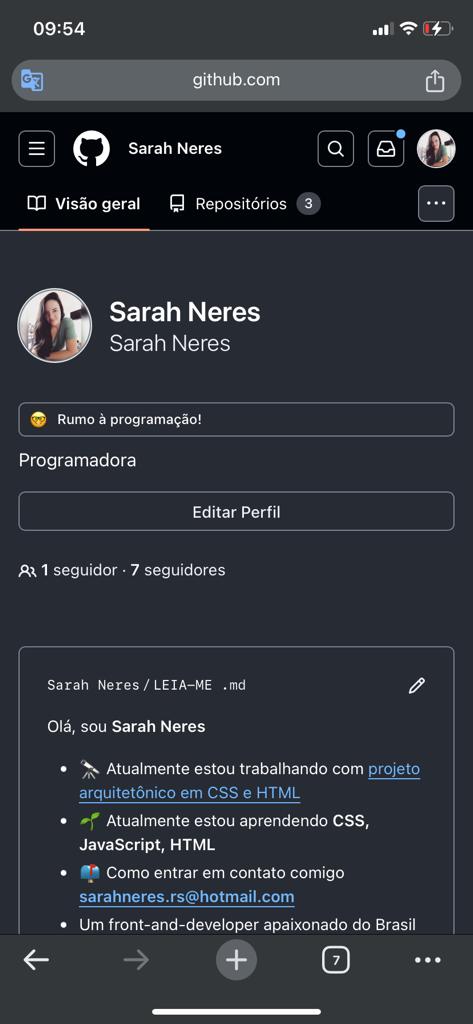 09:54
github.com
Sarah Neres
Visão geral Repositórios 3
Sarah Neres
Sarah Neres
Rumo à programação!
Programadora
Editar Perfil
1 seguidor · 7 seguidores
Sarah Neres/LEIA-ME .md
Olá, sou Sarah Neres
Atualmente estou trabalhando com projeto
arquitetônico em CSS e HTML
Atualmente estou aprendendo CSS,
JavaScript, HTML
Como entrar em contato comigo
sarahneres.rs@hotmail.com
Um front-and-developer apaixonado do Brasil
7